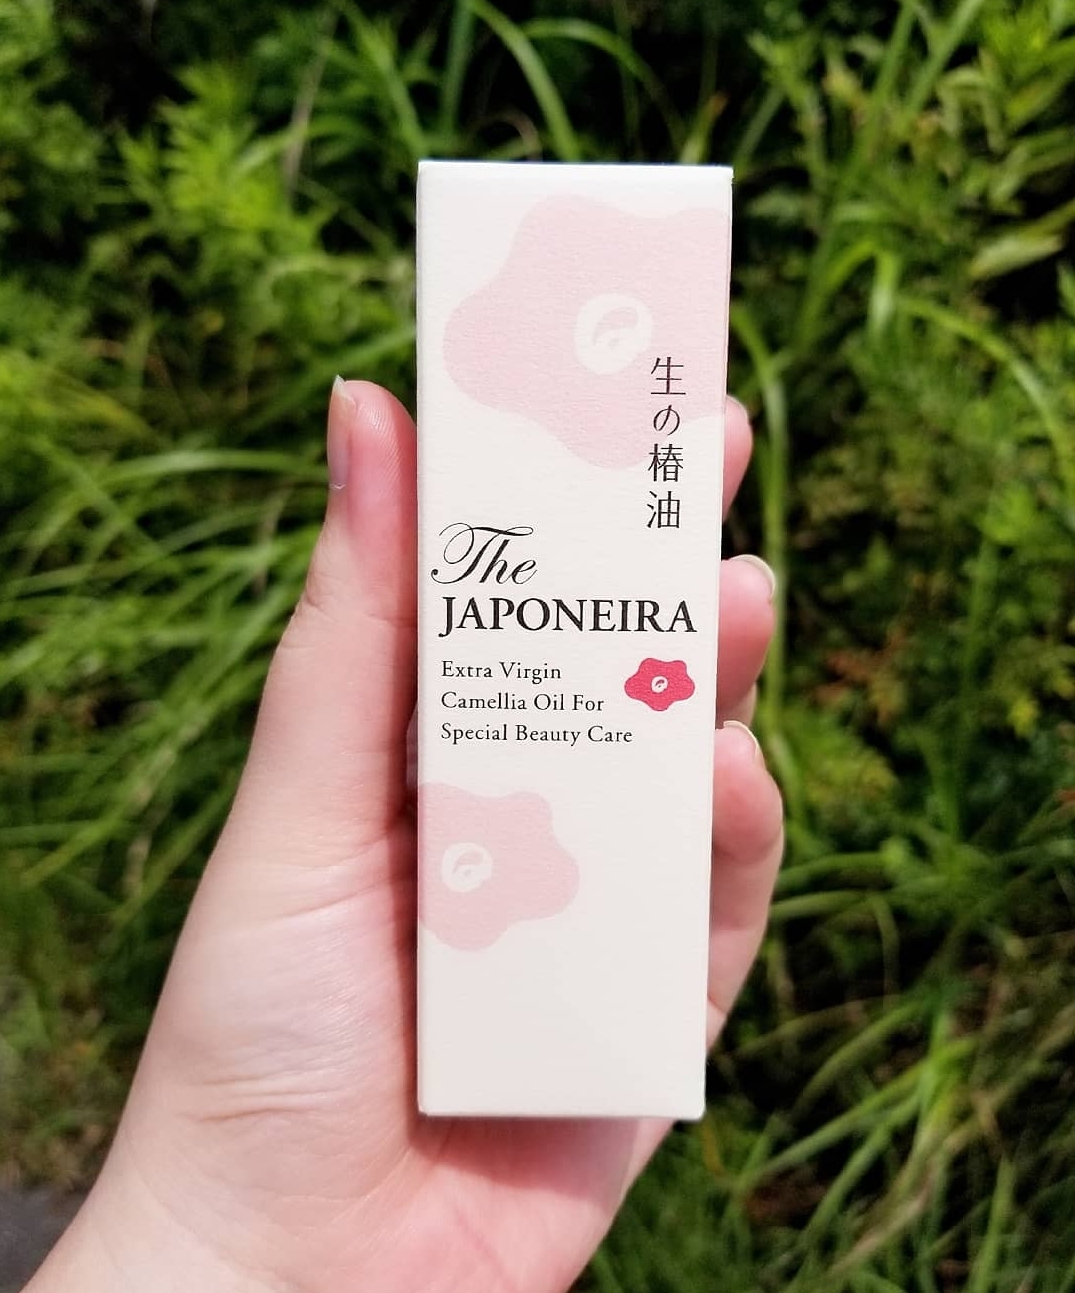 生の椿油
The
JAPONEIRA
Extra Virgin
Camellia Oil For
Special Beauty Care